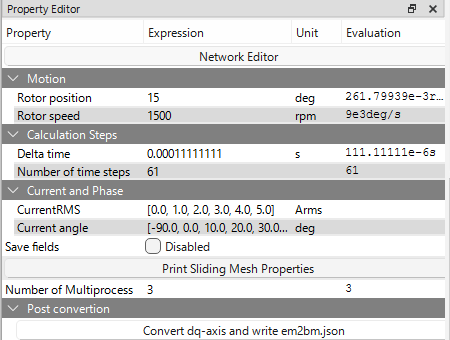 Property Editor
Property Expression Unit Evaluation
Network Editor
Motion
Rotor position 15 deg 261.79939e-3r...
Rotor speed 1500 rpm 9e3deg/s
Calculation Steps
Delta time 0.00011111111 s 111.11111e-6s
Number of time steps 61 61
Current and Phase
CurrentRMS [0.0, 1.0, 2.0, 3.0, 4.0, 5.0] Arms
Current angle [-90.0, 0.0, 10.0, 20.0, 30.0... deg
Save fields Disabled
Print Sliding Mesh Properties
Number of Multiprocess 3 3
Post convertion
Convert dq-axis and write em2bm.json